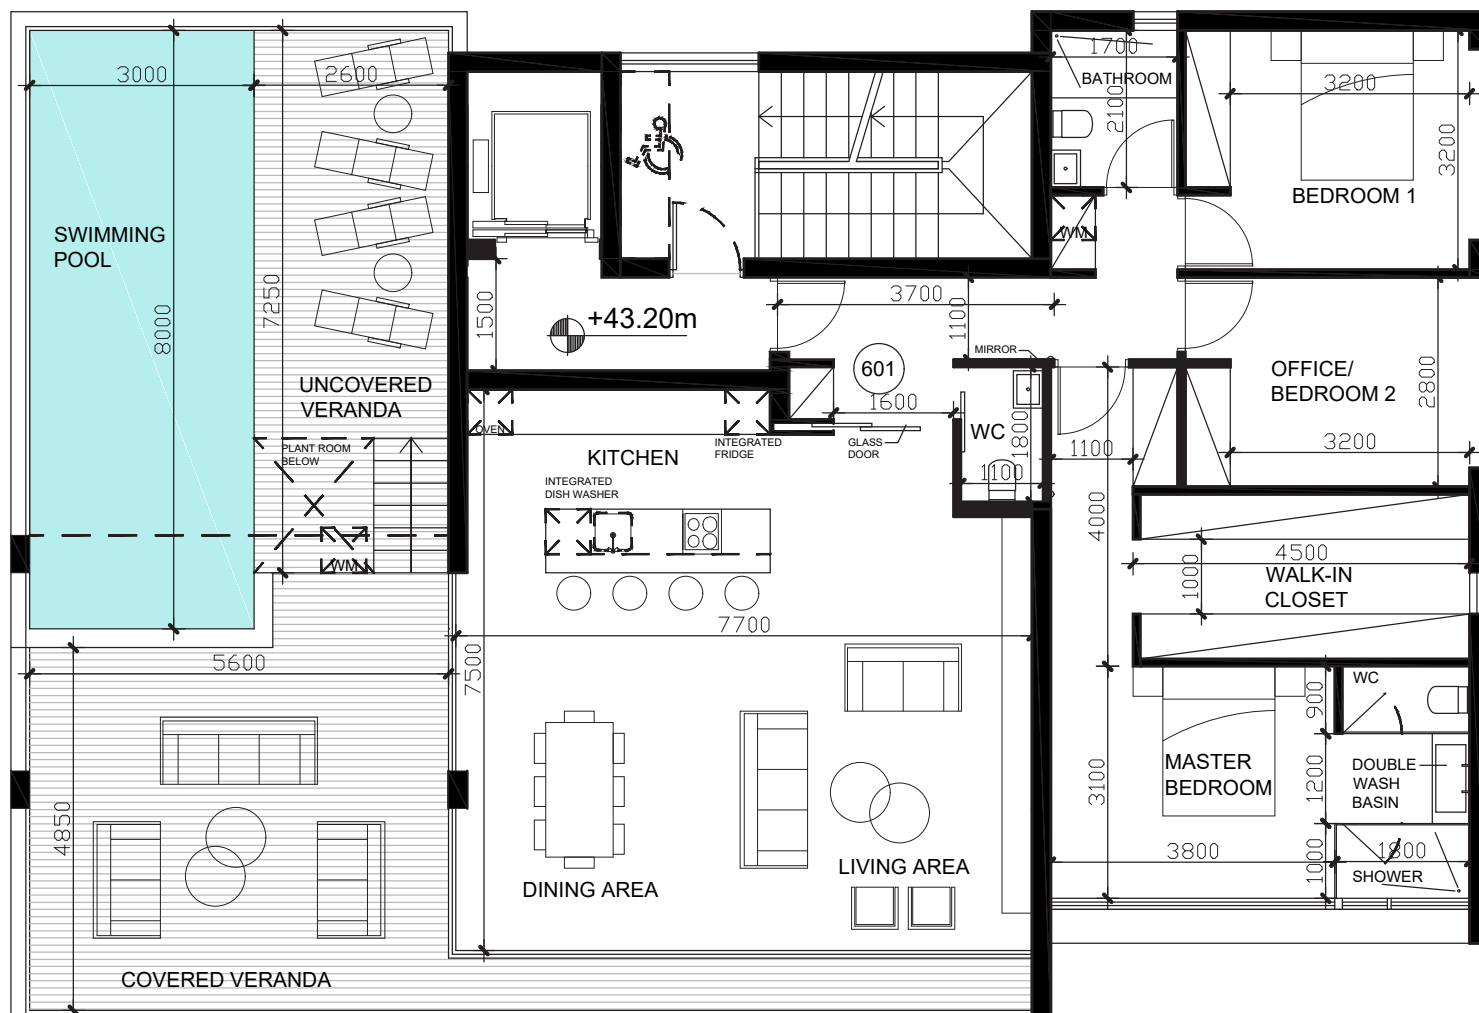 3000
2600
1700
BATHROOM
2100
3200
3200
BEDROOM 1
SWIMMING
POOL
WM
7250
8000
1500
+43.20m
3700
1100
MIRROR
601
OFFICE/
BEDROOM 2
2800
3200
UNCOVERED
VERANDA
1600
OVEN
KITCHEN
INTEGRATED
FRIDGE
GLASS
DOOR
WC
1800
1100
1100
PLANT ROOM
BELOW
INTEGRATED
DISH WASHER
4000
4500
1000
WALK-IN
CLOSET
WM
7700
5600
7500
WC
900
MASTER
BEDROOM
3100
1200
DOUBLE
WASH
BASIN
4850
3800
1000
1800
SHOWER
LIVING AREA
DINING AREA
COVERED VERANDA